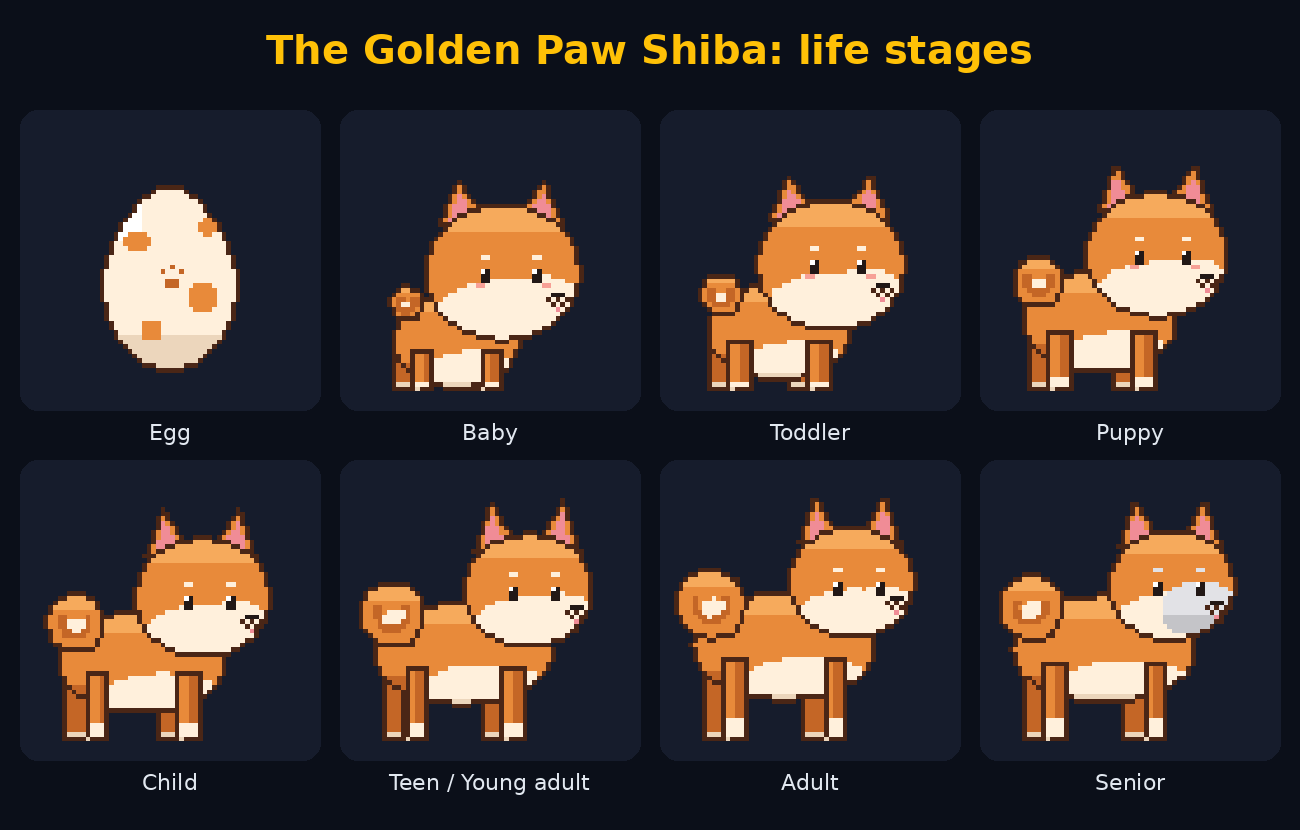 The Golden Paw Shiba: life stages
Egg
Baby
Toddler
Puppy
Child
Teen / Young adult
Adult
Senior